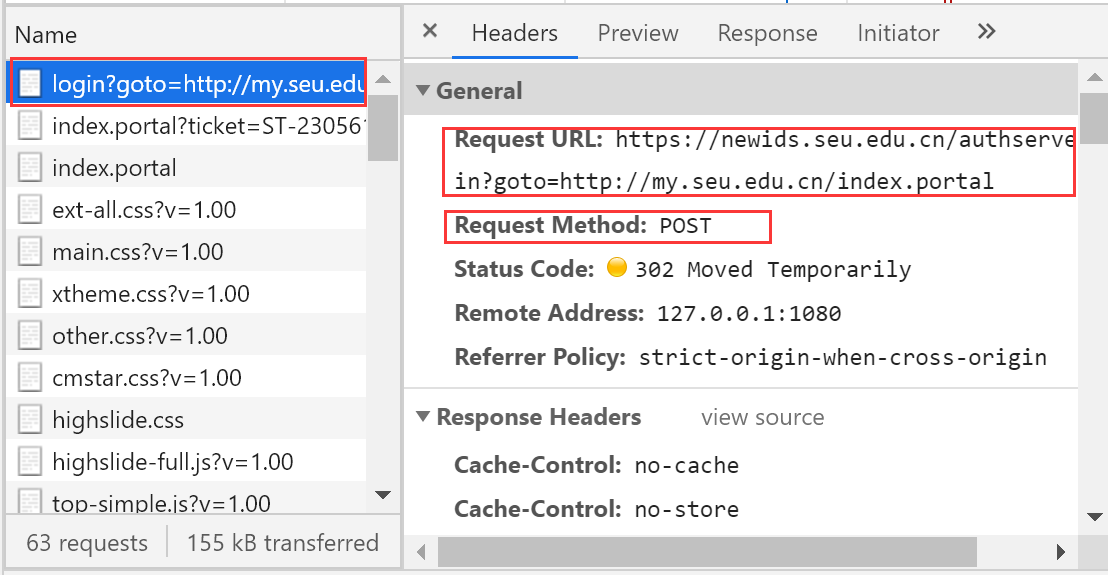 Name
login?goto=http://my.seu.edu
index.portal?ticket=ST-230561
index.portal
ext-all.css?v=1.00
main.css?v=1.00
xtheme.css?v=1.00
other.css?v=1.00
cmstar.css?v=1.00
highslide.css
highslide-full.js?v=1.00
top-simple.js?v=1.00
63 requests 155 kB transferred
× Headers Preview Response Initiator »
General
Request URL: https://newids.seu.edu.cn/authserve
in?goto=http://my.seu.edu.cn/index.portal
Request Method: POST
Status Code: 302 Moved Temporarily
Remote Address: 127.0.0.1:1080
Referrer Policy: strict-origin-when-cross-origin
Response Headers view source
Cache-Control: no-cache
Cache-Control: no-store